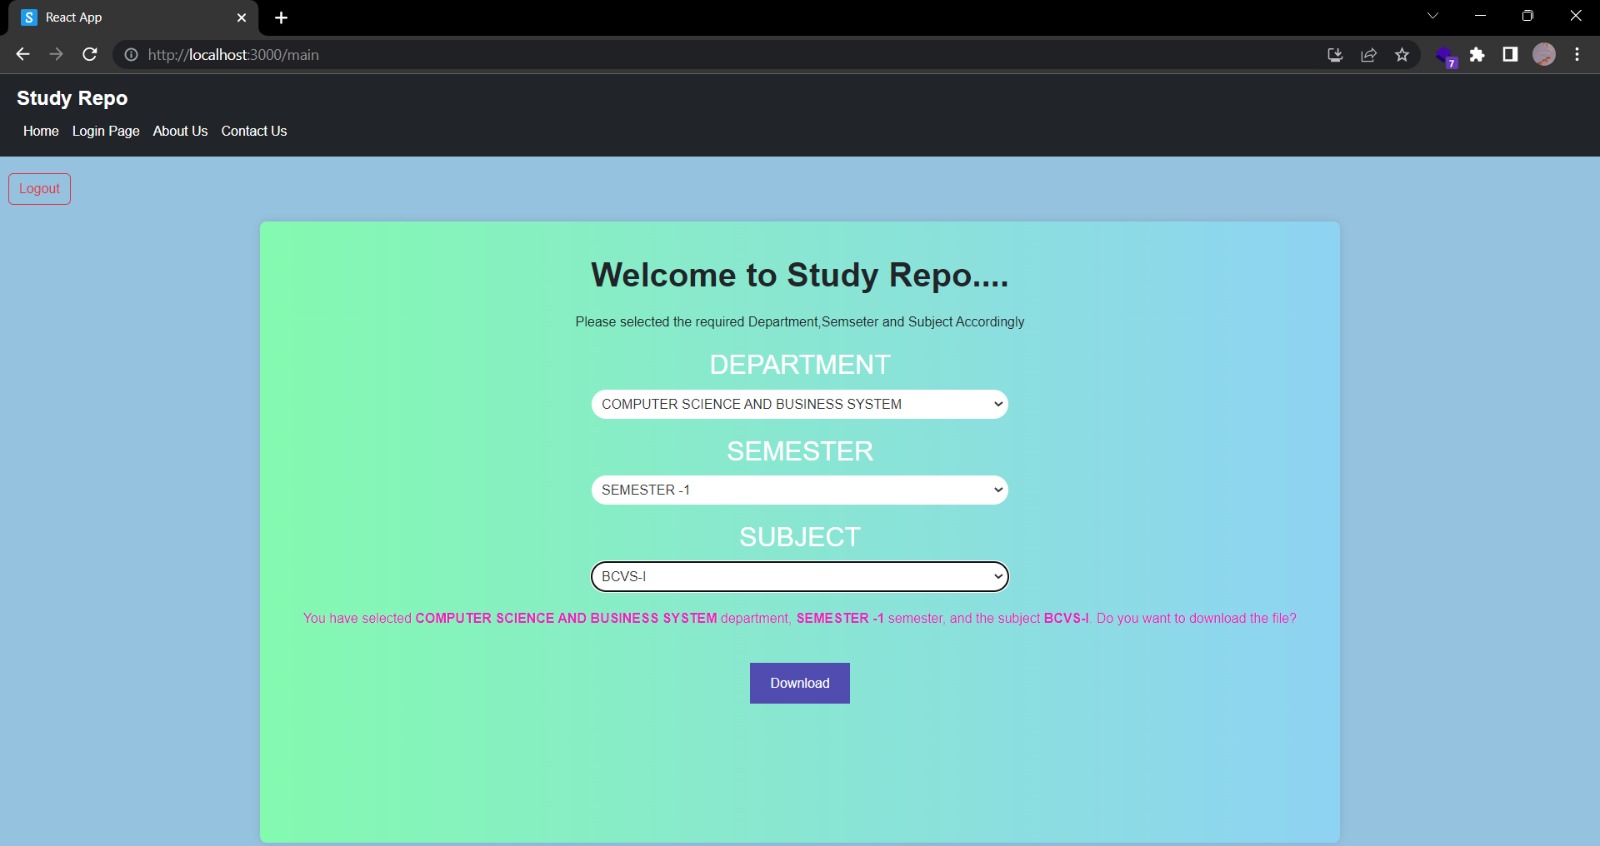 S React App
http://localhost:3000/main
7
Study Repo
Home Login Page About Us Contact Us
Logout
Welcome to Study Repo....
Please selected the required Department,Semseter and Subject Accordingly
DEPARTMENT
COMPUTER SCIENCE AND BUSINESS SYSTEM
SEMESTER
SEMESTER -1
SUBJECT
BCVS-I
You have selected COMPUTER SCIENCE AND BUSINESS SYSTEM department, SEMESTER -1 semester, and the subject BCVS-I. Do you want to download the file?
Download